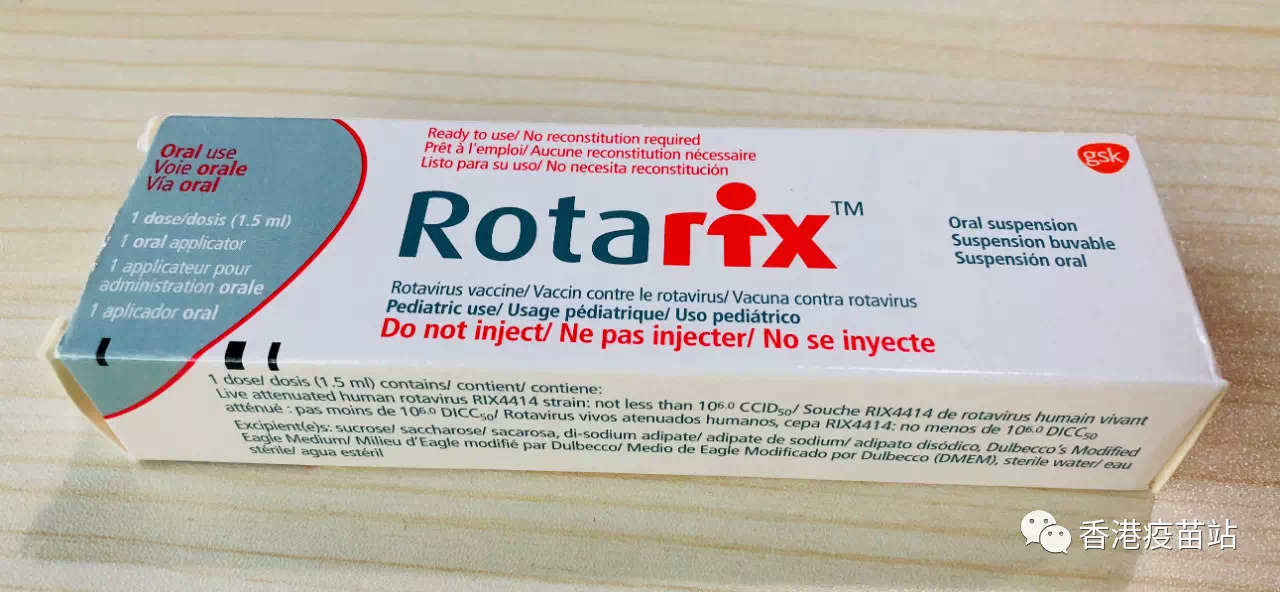 Oral use
Voie orale
Vía oral
1 dose/dosis (1.5 ml)
1 oral applicator
1 applicateur pour
administration orale
1 aplicador oral
Ready to use/ No reconstitution required
Prêt à l'emploi/ Aucune reconstitution nécessaire
Listo para su uso/ No necesita reconstitución
gsk
Rotarix™
Oral suspension
Suspension buvable
Suspensión oral
Rotavirus vaccine/ Vaccin contre le rotavirus/ Vacuna contra rotavirus
Pediatric use/ Usage pédiatrique/ Uso pediátrico
Do not inject/ Ne pas injecter/ No se inyecte
1 dose/ dosis (1.5 ml) contains/ contient/ contiene:
Live attenuated human rotavirus RIX4414 strain: not less than 10⁶·⁰ CCID₅₀/ Souche RIX4414 de rotavirus humain vivant
atténué : pas moins de 10⁶·⁰ DICC₅₀/ Rotavirus vivos atenuados humanos, cepa RIX4414: no menos de 10⁶·⁰ DICC₅₀
Excipient(e)s: sucrose/ saccharose/ sacarosa, di-sodium adipate/ adipate de sodium/ adipato disódico, Dulbecco's Modified
Eagle Medium/ Milieu d'Eagle modifié par Dulbecco/ Medio de Eagle Modificado por Dulbecco (DMEM), sterile water/ eau
stérile/ agua estéril
香港疫苗站